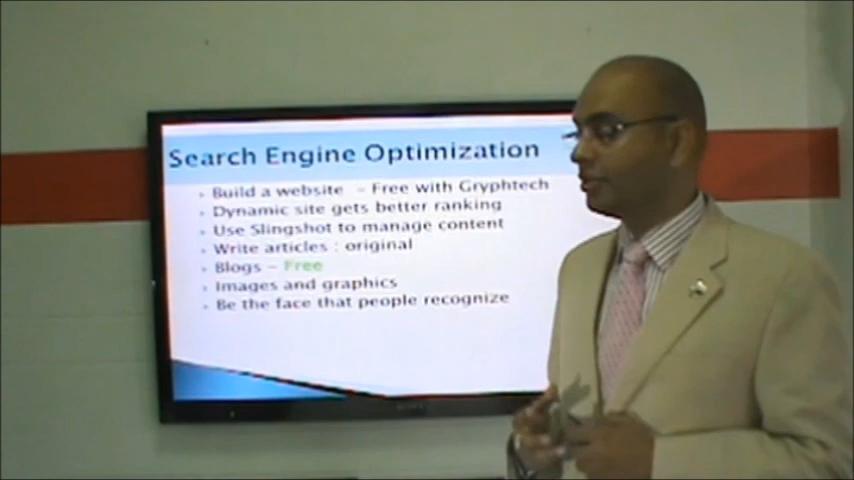 Search Engine Optimization
Build a website – Free with Gryphtech
Dynamic site gets better ranking
Use Slingshot to manage content
Write articles : original
Blogs – Free
Images and graphics
Be the face that people recognize